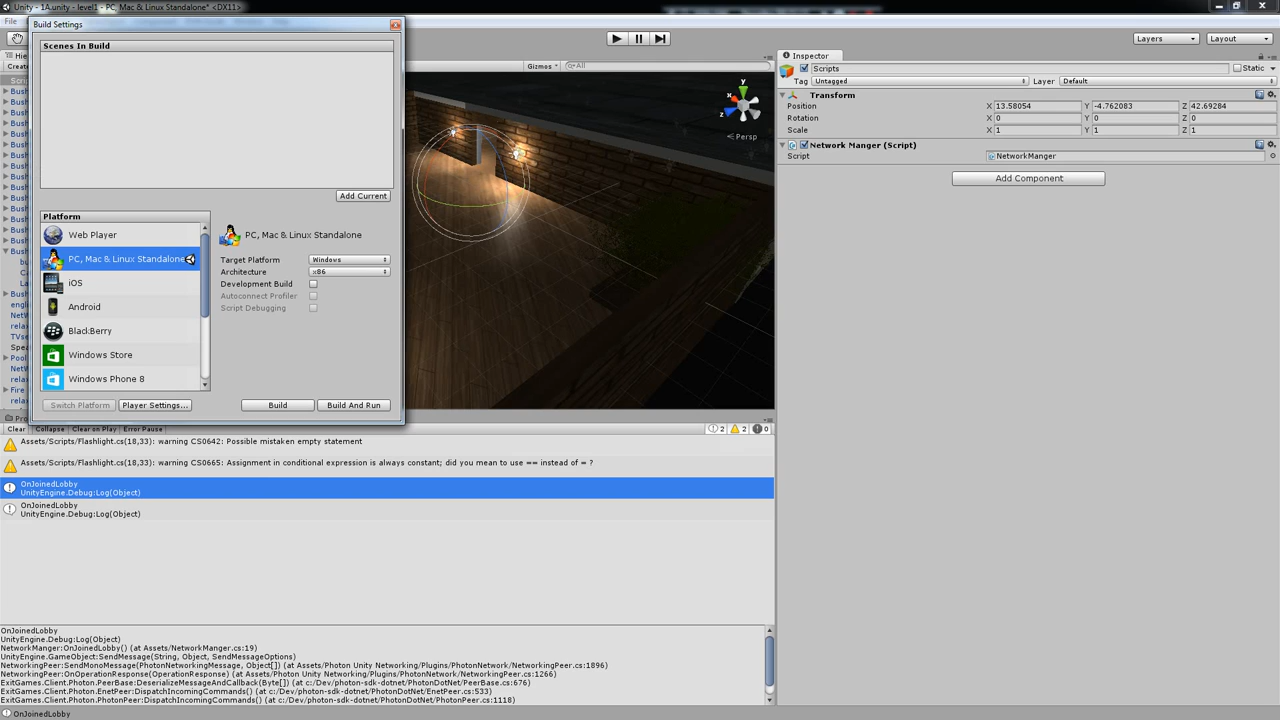 Unity - 1A.unity - level1 - PC, Mac & Linux Standalone* <DX11>
File
Build Settings
Scenes In Build
Add Current
Platform
Web Player
PC, Mac & Linux Standalone
iOS
Android
BlackBerry
Windows Store
Windows Phone 8
PC, Mac & Linux Standalone
Target Platform Windows
Architecture x86
Development Build
Autoconnect Profiler
Script Debugging
Switch Platform Player Settings... Build Build And Run
Layers Layout
Gizmos All
y
x
z
Persp
Inspector
Scripts Static
Tag Untagged Layer Default
Transform
Position X 13.58054 Y -4.762083 Z 42.69284
Rotation X 0 Y 0 Z 0
Scale X 1 Y 1 Z 1
Network Manger (Script)
Script NetworkManger
Add Component
Clear Collapse Clear on Play Error Pause 2 2 0
Assets/Scripts/Flashlight.cs(18,33): warning CS0642: Possible mistaken empty statement
Assets/Scripts/Flashlight.cs(18,33): warning CS0665: Assignment in conditional expression is always constant; did you mean to use == instead of = ?
OnJoinedLobby
UnityEngine.Debug:Log(Object)
OnJoinedLobby
UnityEngine.Debug:Log(Object)
OnJoinedLobby
UnityEngine.Debug:Log(Object)
NetworkManger:OnJoinedLobby() (at Assets/NetworkManger.cs:19)
UnityEngine.GameObject:SendMessage(String, Object, SendMessageOptions)
NetworkingPeer:SendMonoMessage(PhotonNetworkingMessage, Object[]) (at Assets/Photon Unity Networking/Plugins/PhotonNetwork/NetworkingPeer.cs:1896)
NetworkingPeer:OnOperationResponse(OperationResponse) (at Assets/Photon Unity Networking/Plugins/PhotonNetwork/NetworkingPeer.cs:1266)
ExitGames.Client.Photon.PeerBase:DeserializeMessageAndCallback(Byte[]) (at c:/Dev/photon-sdk-dotnet/PhotonDotNet/PeerBase.cs:676)
ExitGames.Client.Photon.EnetPeer:DispatchIncomingCommands() (at c:/Dev/photon-sdk-dotnet/PhotonDotNet/EnetPeer.cs:533)
ExitGames.Client.Photon.PhotonPeer:DispatchIncomingCommands() (at c:/Dev/photon-sdk-dotnet/PhotonDotNet/PhotonPeer.cs:1118)
OnJoinedLobby